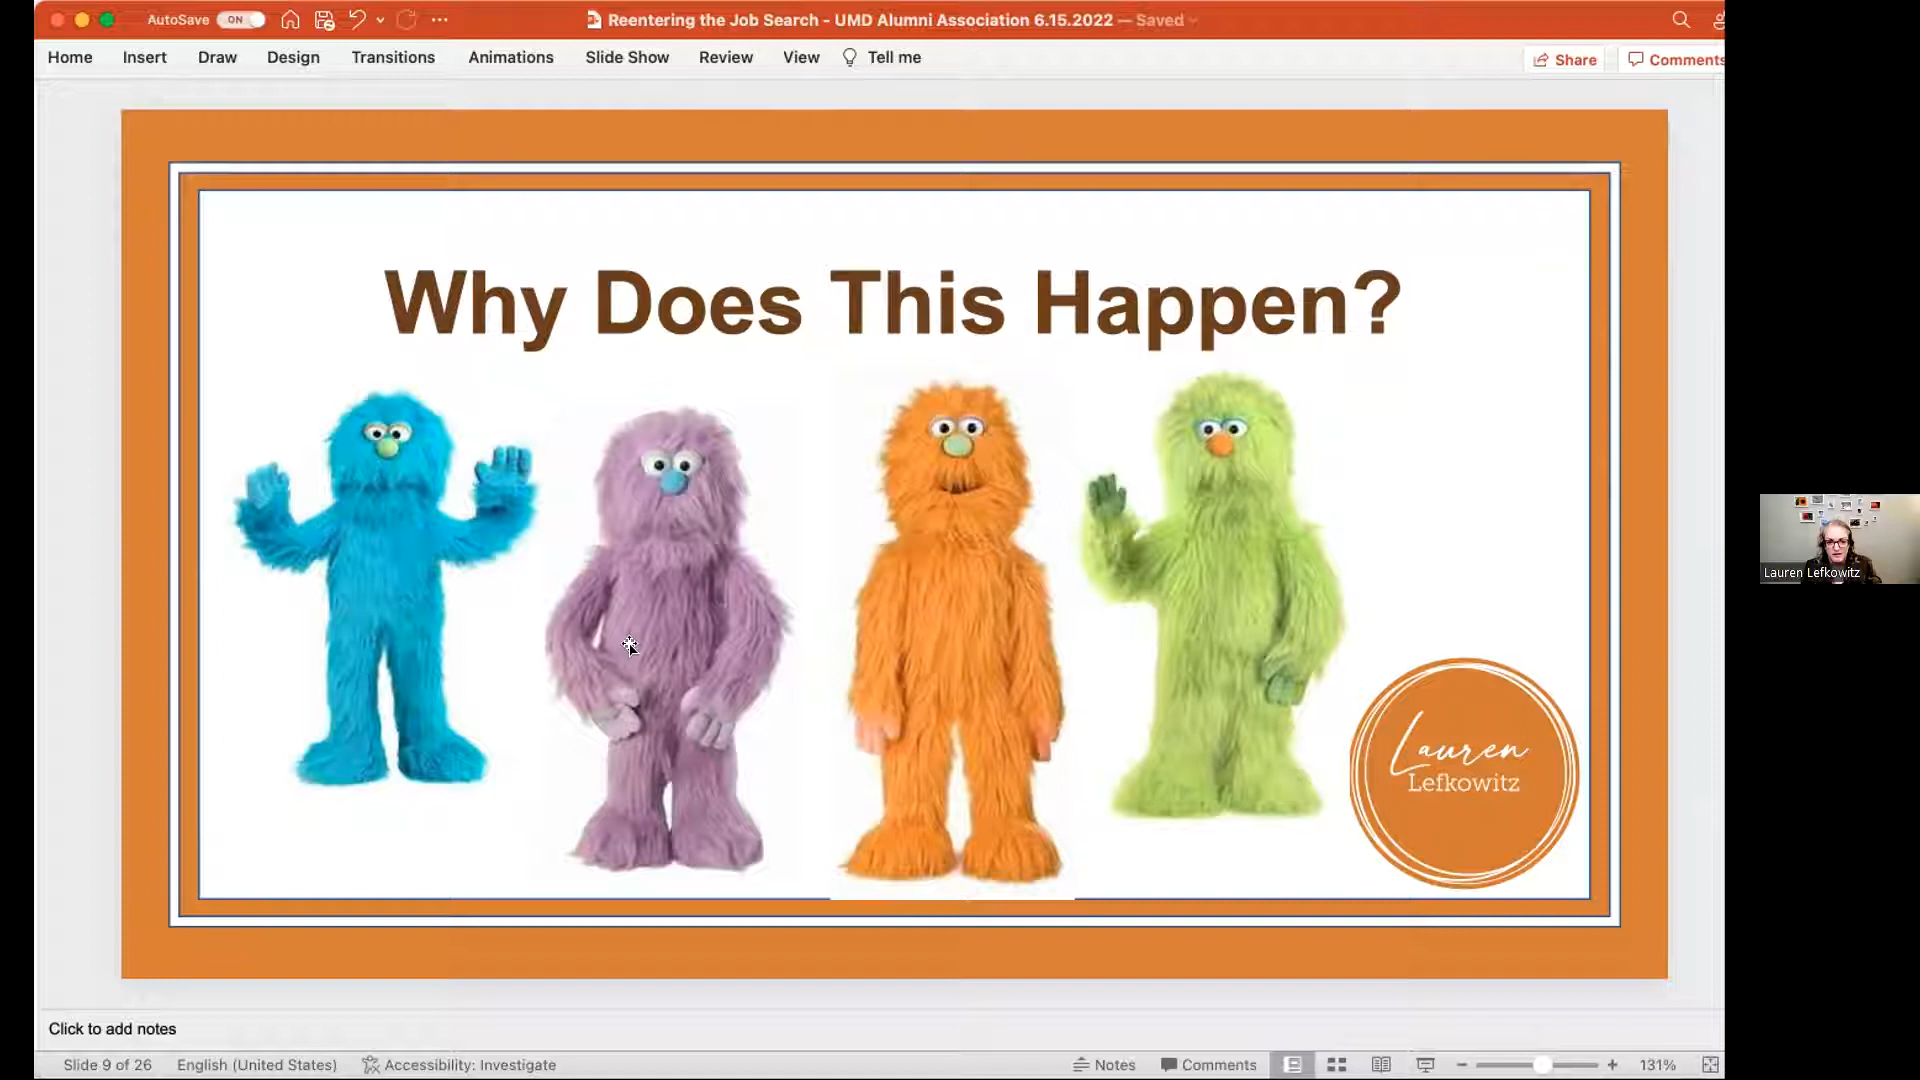 AutoSave ON
Reentering the Job Search - UMD Alumni Association 6.15.2022 — Saved
Home Insert Draw Design Transitions Animations Slide Show Review View Tell me
Share Comments
Why Does This Happen?
Lauren
Lefkowitz
Lauren Lefkowitz
Click to add notes
Slide 9 of 26 English (United States) Accessibility: Investigate Notes Comments 131%